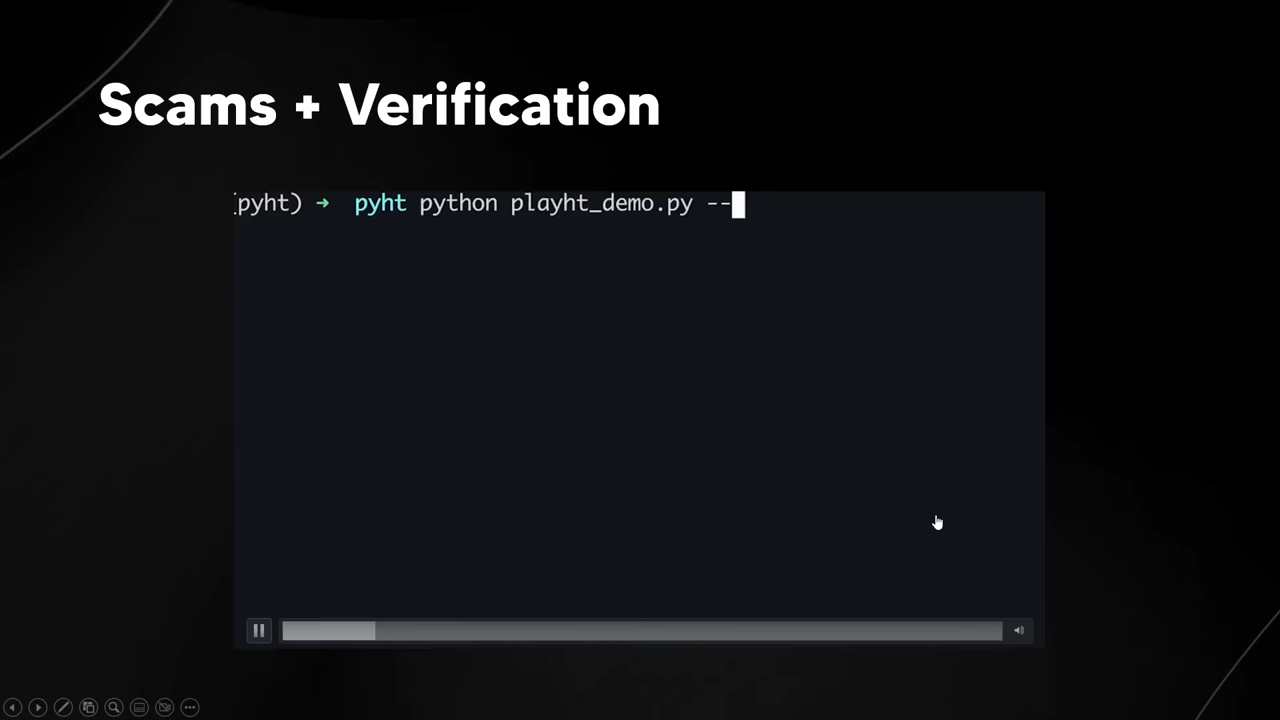 Scams + Verification
(pyht) ➜ pyht python playht_demo.py --